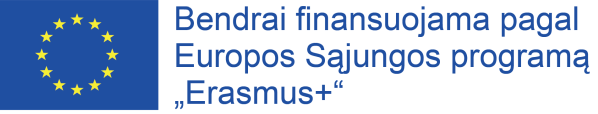 Bendrai finansuojama pagal
Europos Sąjungos programą
„Erasmus+“